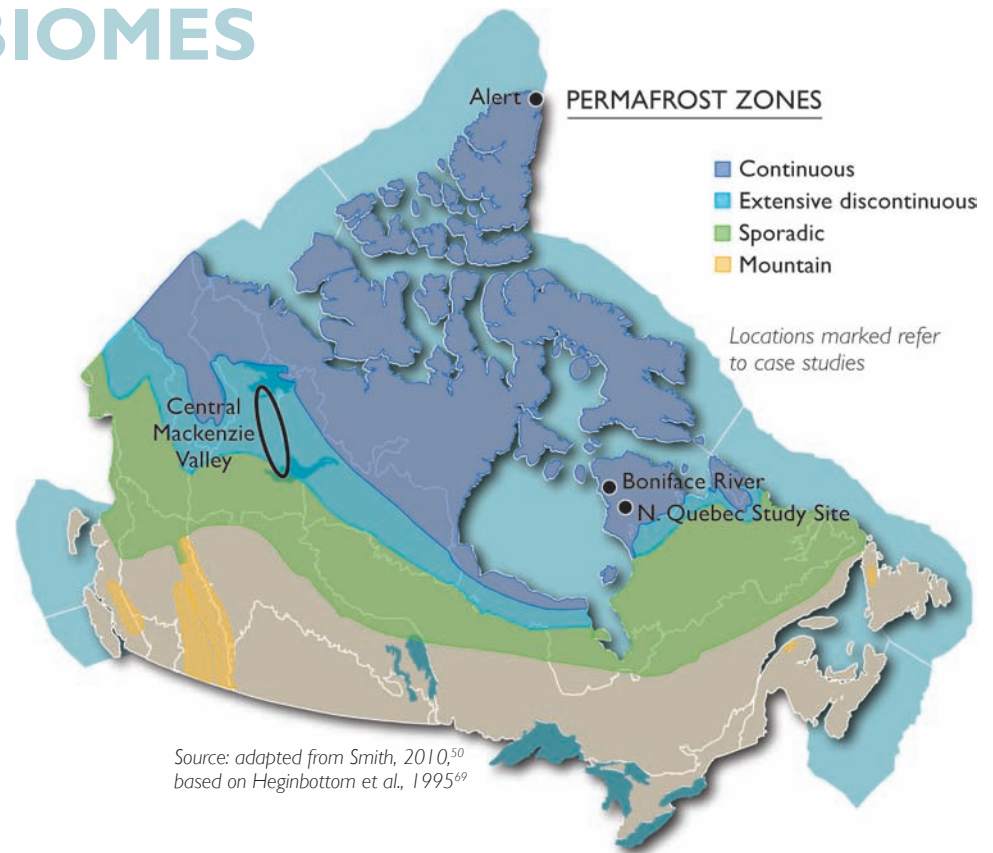 BIOMES
Alert
PERMAFROST ZONES
Continuous
Extensive discontinuous
Sporadic
Mountain
Locations marked refer
to case studies
Central
Mackenzie
Valley
Boniface River
N. Quebec Study Site
Source: adapted from Smith, 2010,50
based on Heginbottom et al., 199569